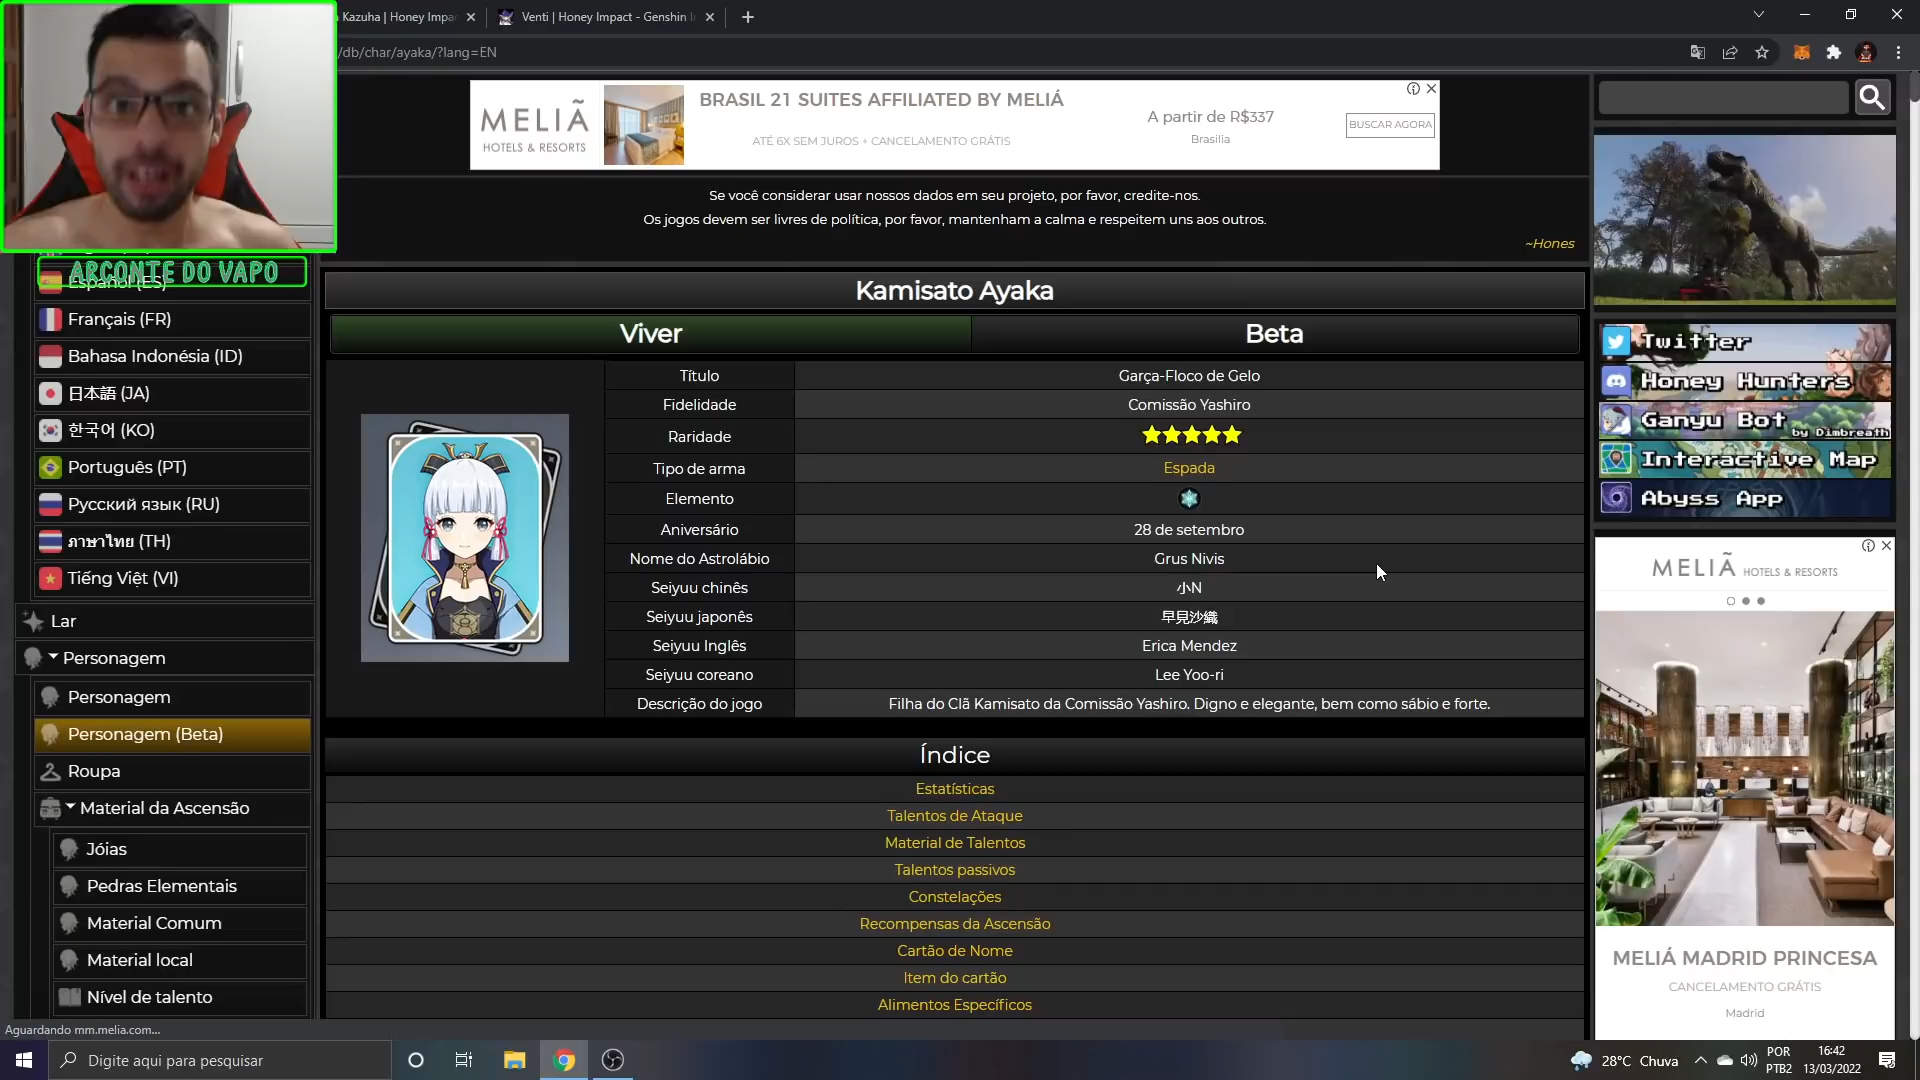 Kazuha | Honey Impa
Venti | Honey Impact - Genshin I
/db/char/ayaka/?lang=EN
MELIÃ
HOTELS & RESORTS
BRASIL 21 SUITES AFFILIATED BY MELIÁ
ATÉ 6X SEM JUROS + CANCELAMENTO GRÁTIS
A partir de R$337
Brasilia
BUSCAR AGORA
Se você considerar usar nossos dados em seu projeto, por favor, credite-nos.
Os jogos devem ser livres de política, por favor, mantenham a calma e respeitem uns aos outros.
~Hones
ARCONTE DO VAPO
Español (ES)
Français (FR)
Bahasa Indonésia (ID)
日本語 (JA)
한국어 (KO)
Português (PT)
Русский язык (RU)
ภาษาไทย (TH)
Tiếng Việt (VI)
Lar
Personagem
Personagem
Personagem (Beta)
Roupa
Material da Ascensão
Jóias
Pedras Elementais
Material Comum
Material local
Nível de talento
Kamisato Ayaka
Viver
Beta
Título
Garça-Floco de Gelo
Fidelidade
Comissão Yashiro
Raridade
Tipo de arma
Espada
Elemento
Aniversário
28 de setembro
Nome do Astrolábio
Grus Nivis
Seiyuu chinês
小N
Seiyuu japonês
早見沙織
Seiyuu Inglês
Erica Mendez
Seiyuu coreano
Lee Yoo-ri
Descrição do jogo
Filha do Clã Kamisato da Comissão Yashiro. Digno e elegante, bem como sábio e forte.
Índice
Estatísticas
Talentos de Ataque
Material de Talentos
Talentos passivos
Constelações
Recompensas da Ascensão
Cartão de Nome
Item do cartão
Alimentos Específicos
Twitter
Honey Hunters
Ganyu Bot
by Dimbreath
Interactive Map
Abyss App
MELIÃ HOTELS & RESORTS
MELIÁ MADRID PRINCESA
CANCELAMENTO GRÁTIS
Madrid
Aguardando mm.melia.com...
Digite aqui para pesquisar
28°C Chuva
POR
PTB2
16:42
13/03/2022